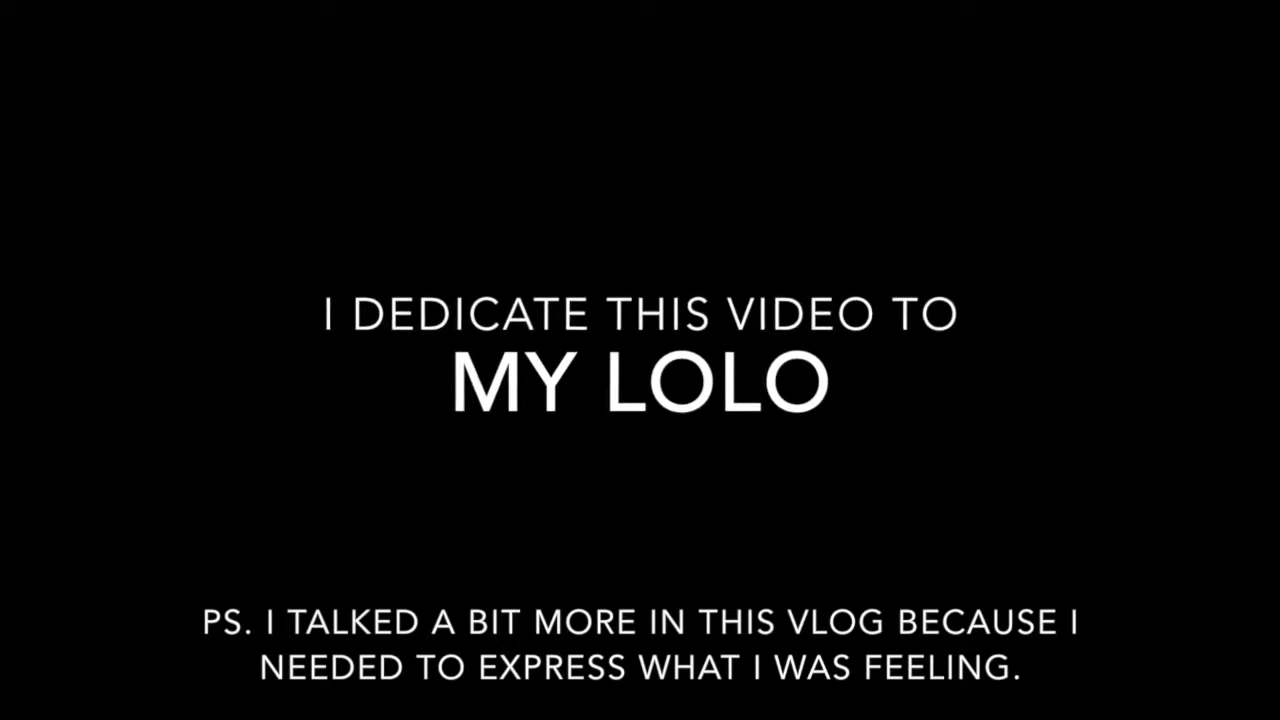 I DEDICATE THIS VIDEO TO
MY LOLO
PS. I TALKED A BIT MORE IN THIS VLOG BECAUSE I
NEEDED TO EXPRESS WHAT I WAS FEELING.